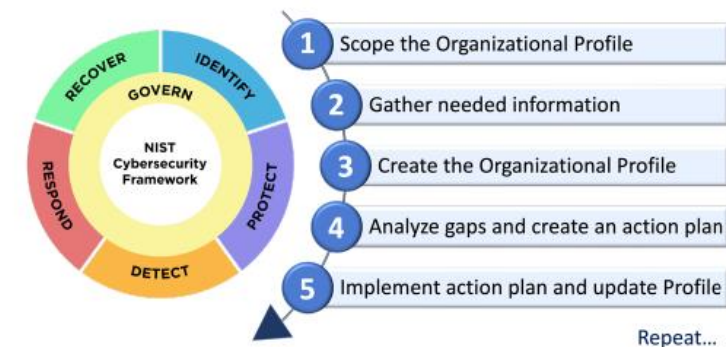 RECOVER
IDENTIFY
GOVERN
NIST
Cybersecurity
Framework
RESPOND
PROTECT
DETECT
1 Scope the Organizational Profile
2 Gather needed information
3 Create the Organizational Profile
4 Analyze gaps and create an action plan
5 Implement action plan and update Profile
Repeat...